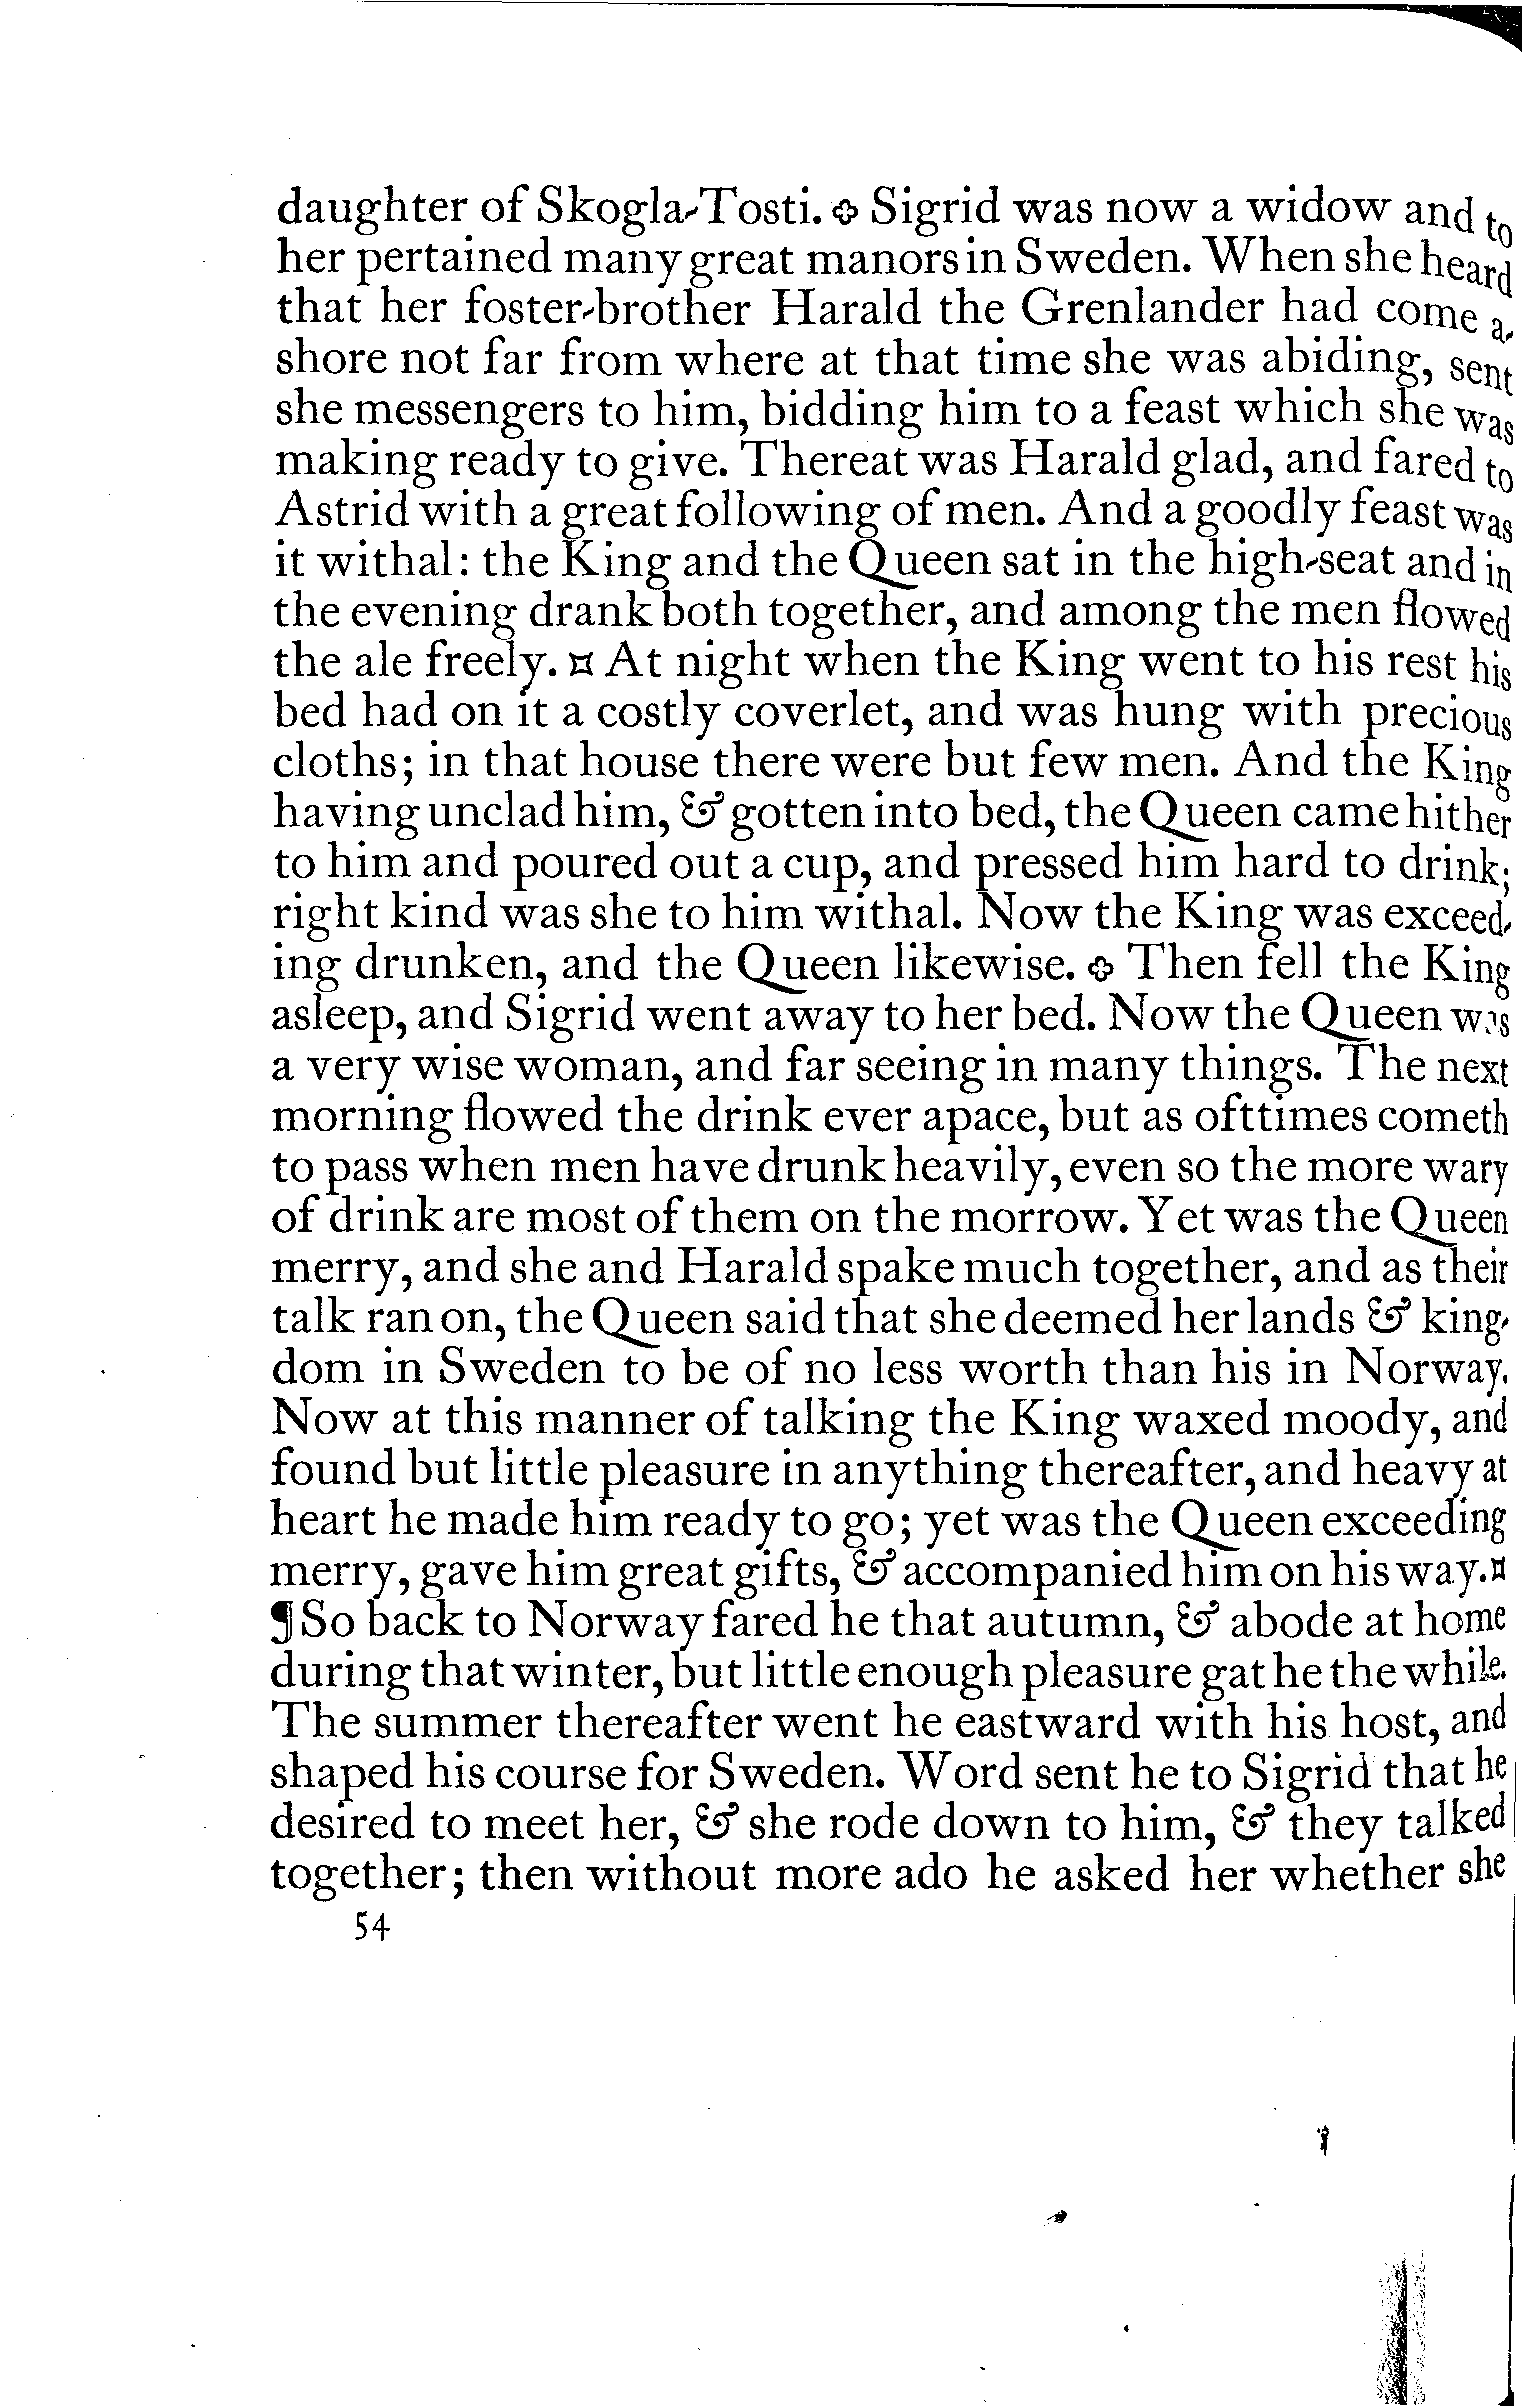 daughter of Skogla-Tosti. ✤ Sigrid was now a widow and to
her pertained many great manors in Sweden. When she heard
that her foster-brother Harald the Grenlander had come a-
shore not far from where at that time she was abiding, sent
she messengers to him, bidding him to a feast which she was
making ready to give. Thereat was Harald glad, and fared to
Astrid with a great following of men. And a goodly feast was
it withal: the King and the Queen sat in the high-seat and in
the evening drank both together, and among the men flowed
the ale freely. ¤ At night when the King went to his rest his
bed had on it a costly coverlet, and was hung with precious
cloths; in that house there were but few men. And the King
having unclad him, & gotten into bed, the Queen came hither
to him and poured out a cup, and pressed him hard to drink;
right kind was she to him withal. Now the King was exceed-
ing drunken, and the Queen likewise. ✤ Then fell the King
asleep, and Sigrid went away to her bed. Now the Queen was
a very wise woman, and far seeing in many things. The next
morning flowed the drink ever apace, but as ofttimes cometh
to pass when men have drunk heavily, even so the more wary
of drink are most of them on the morrow. Yet was the Queen
merry, and she and Harald spake much together, and as their
talk ran on, the Queen said that she deemed her lands & king-
dom in Sweden to be of no less worth than his in Norway.
Now at this manner of talking the King waxed moody, and
found but little pleasure in anything thereafter, and heavy at
heart he made him ready to go; yet was the Queen exceeding
merry, gave him great gifts, & accompanied him on his way. ¤
¶ So back to Norway fared he that autumn, & abode at home
during that winter, but little enough pleasure gat he the while.
The summer thereafter went he eastward with his host, and
shaped his course for Sweden. Word sent he to Sigrid that he
desired to meet her, & she rode down to him, & they talked
together; then without more ado he asked her whether she
54